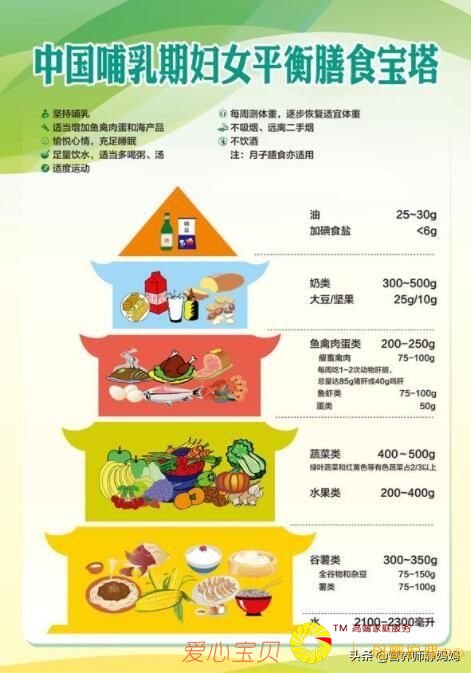 中国哺乳期妇女平衡膳食宝塔
坚持哺乳
适当增加鱼禽肉蛋和海产品
愉悦心情，充足睡眠
足量饮水，适当多喝粥、汤
适度运动
每周测体重，逐步恢复适宜体重
不吸烟、远离二手烟
不饮酒
注：月子膳食亦适用
油 25~30g
加碘食盐 <6g
奶类 300~500g
大豆/坚果 25g/10g
鱼禽肉蛋类 200-250g
瘦畜禽肉 75-100g
每周吃1~2次动物肝脏，
总量达85g猪肝或40g鸡肝
鱼虾类 75-100g
蛋类 50g
蔬菜类 400~500g
绿叶蔬菜和红黄色等有色蔬菜占2/3以上
水果类 200~400g
谷薯类 300~350g
全谷物和杂豆 75-150g
薯类 75-100g
水 2100-2300毫升
爱心宝贝
TM 高端家庭服务
头条 @营养师静妈妈